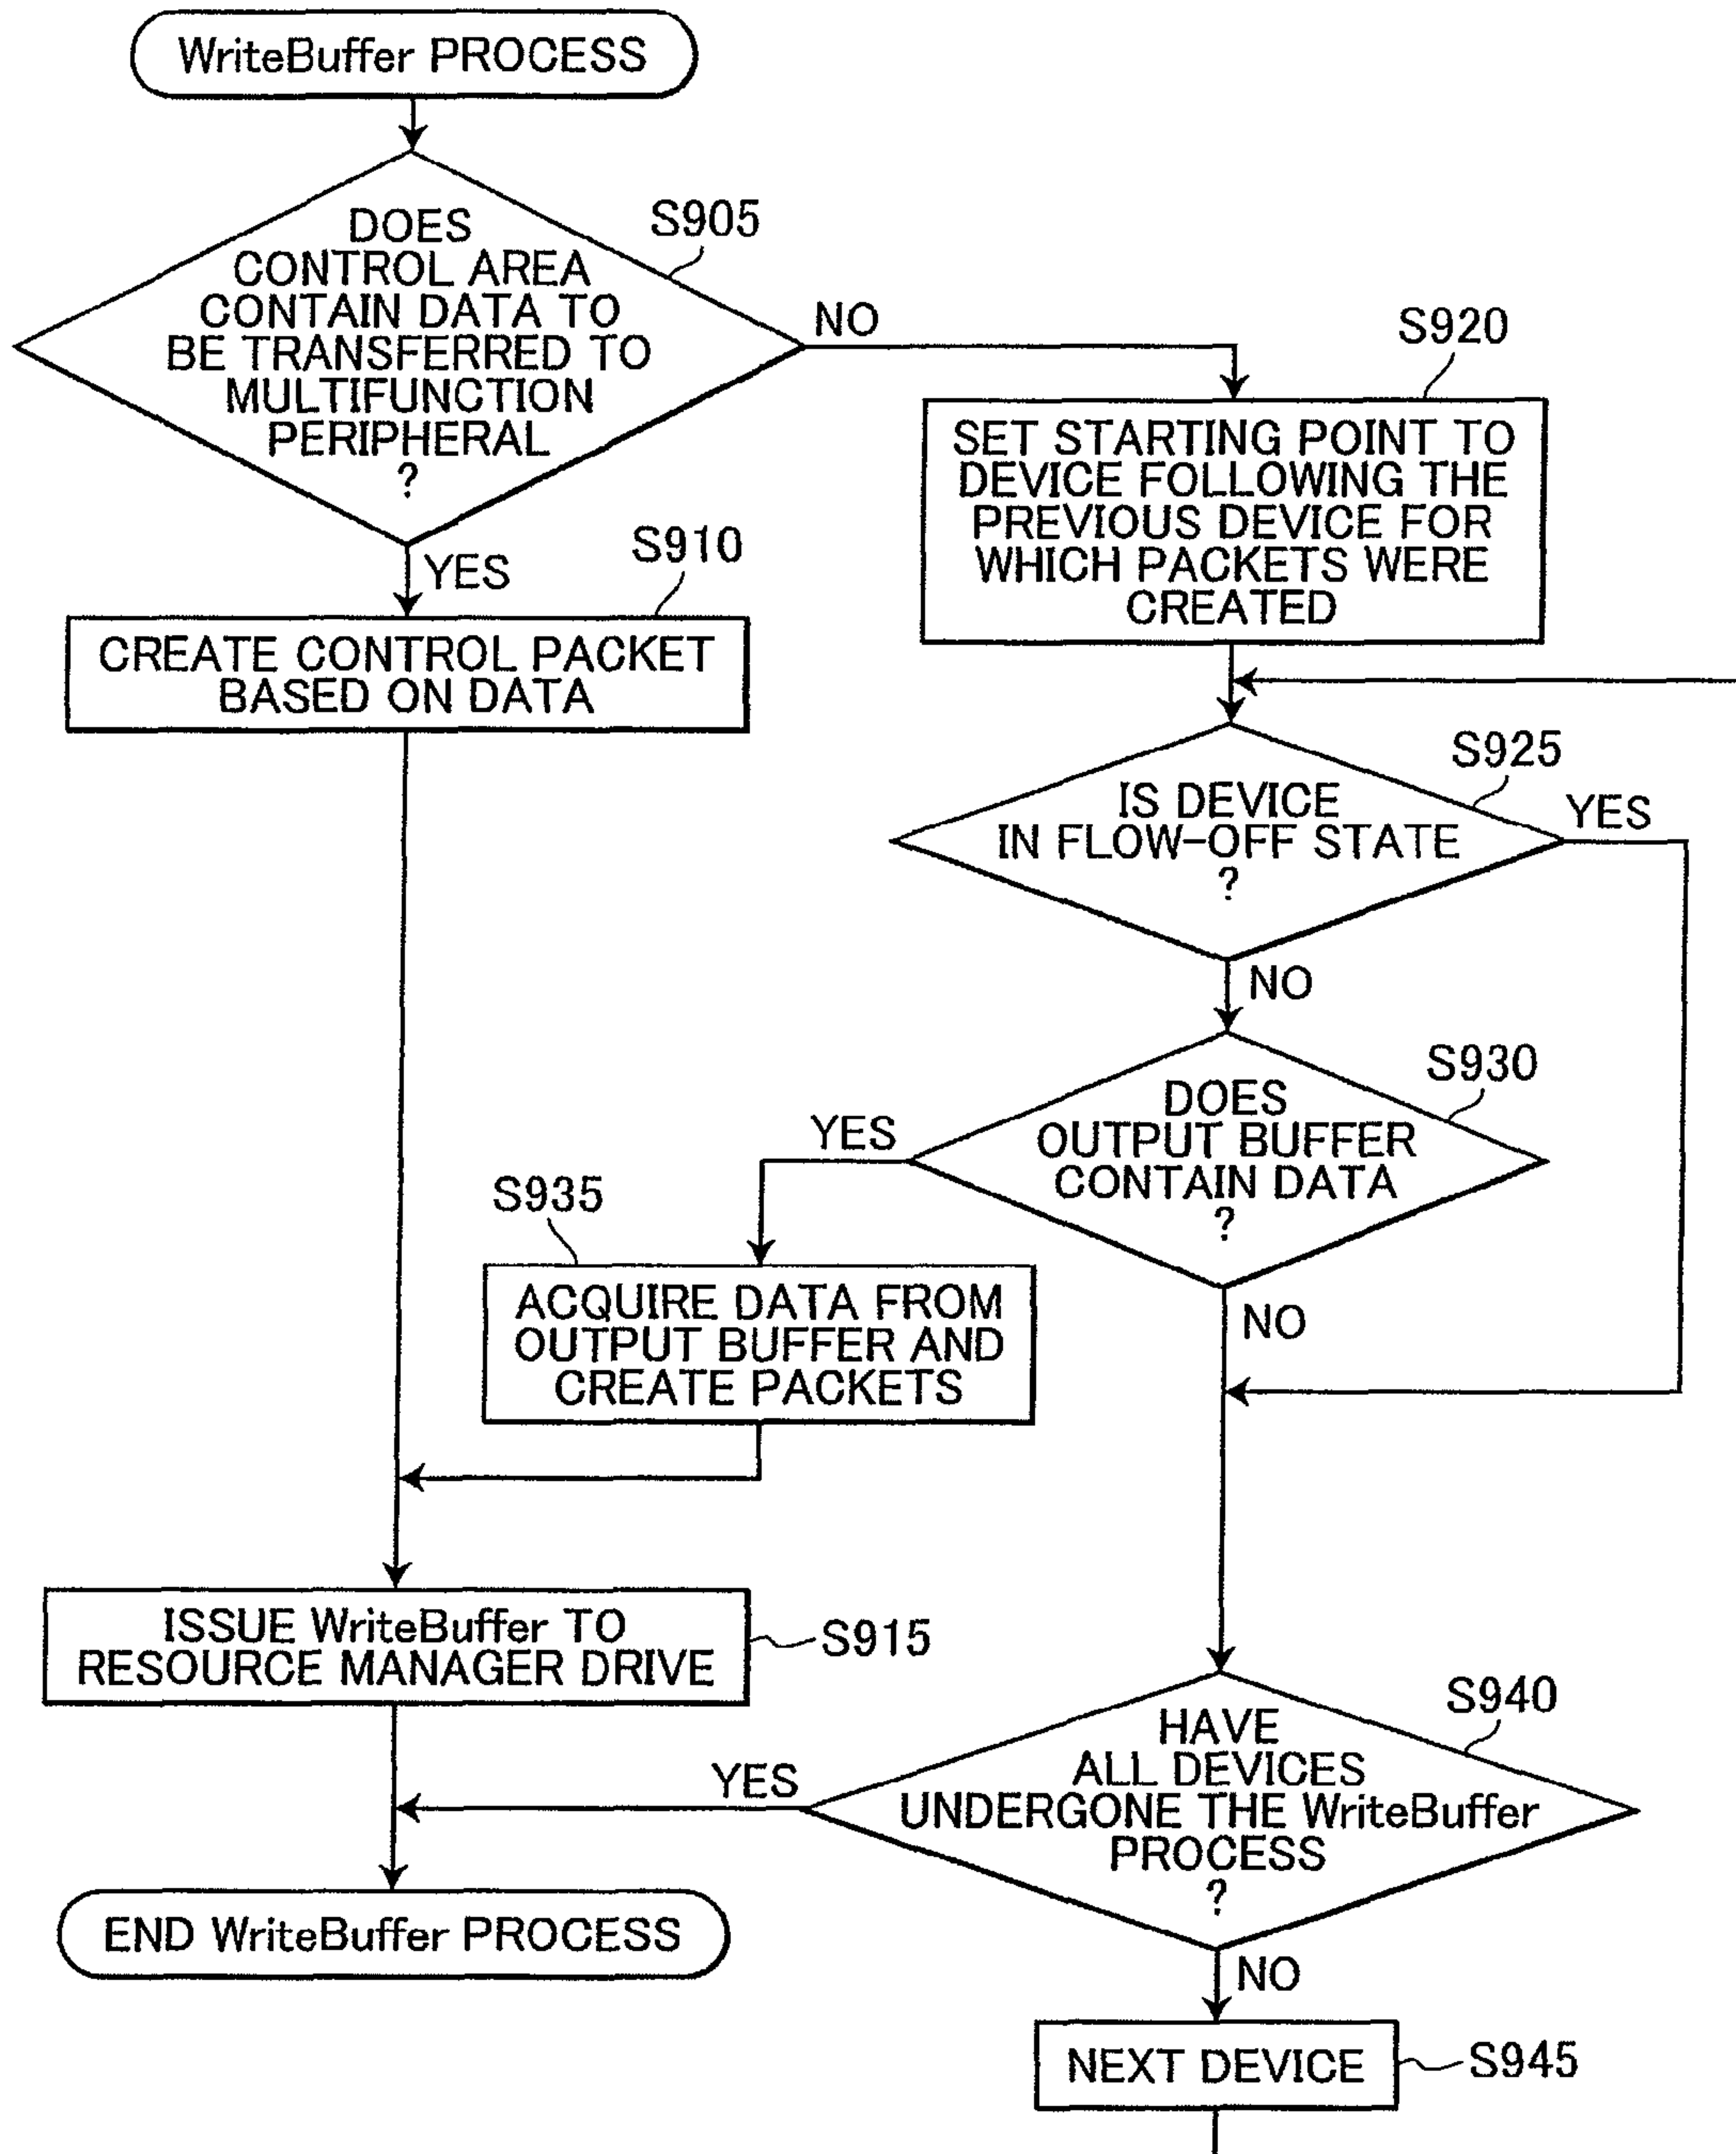 WriteBuffer PROCESS
S905
DOES
CONTROL AREA
CONTAIN DATA TO
BE TRANSFERRED TO
MULTIFUNCTION
PERIPHERAL
?
NO
YES
S910
CREATE CONTROL PACKET
BASED ON DATA
S920
SET STARTING POINT TO
DEVICE FOLLOWING THE
PREVIOUS DEVICE FOR
WHICH PACKETS WERE
CREATED
S925
IS DEVICE
IN FLOW-OFF STATE
?
YES
NO
S930
DOES
OUTPUT BUFFER
CONTAIN DATA
?
YES
NO
S935
ACQUIRE DATA FROM
OUTPUT BUFFER AND
CREATE PACKETS
ISSUE WriteBuffer TO
RESOURCE MANAGER DRIVE
S915
S940
HAVE
ALL DEVICES
UNDERGONE THE WriteBuffer
PROCESS
?
YES
NO
END WriteBuffer PROCESS
NEXT DEVICE
S945